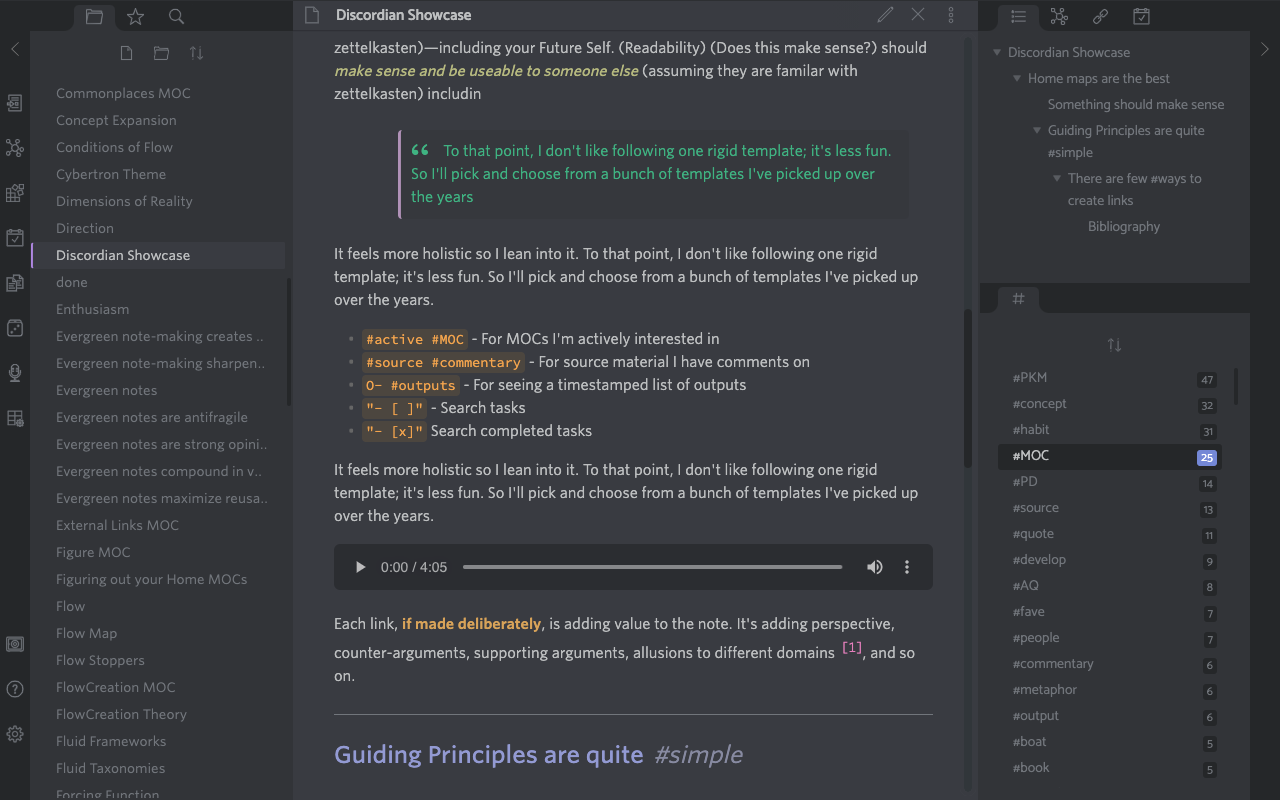 Discordian Showcase
Commonplaces MOC
Concept Expansion
Conditions of Flow
Cybertron Theme
Dimensions of Reality
Direction
Discordian Showcase
done
Enthusiasm
Evergreen note-making creates ..
Evergreen note-making sharpen..
Evergreen notes
Evergreen notes are antifragile
Evergreen notes are strong opini..
Evergreen notes compound in v..
Evergreen notes maximize reusa..
External Links MOC
Figure MOC
Figuring out your Home MOCs
Flow
Flow Map
Flow Stoppers
FlowCreation MOC
FlowCreation Theory
Fluid Frameworks
Fluid Taxonomies
Forcing Function
zettelkasten)—including your Future Self. (Readability) (Does this make sense?) should
make sense and be useable to someone else (assuming they are familar with
zettelkasten) includin
“ To that point, I don't like following one rigid template; it's less fun.
So I'll pick and choose from a bunch of templates I've picked up over
the years
It feels more holistic so I lean into it. To that point, I don't like following one rigid
template; it's less fun. So I'll pick and choose from a bunch of templates I've picked up
over the years.
• #active #MOC - For MOCs I'm actively interested in
• #source #commentary - For source material I have comments on
• O- #outputs - For seeing a timestamped list of outputs
• "- [ ]" - Search tasks
• "- [x]" Search completed tasks
It feels more holistic so I lean into it. To that point, I don't like following one rigid
template; it's less fun. So I'll pick and choose from a bunch of templates I've picked up
over the years.
0:00 / 4:05
Each link, if made deliberately, is adding value to the note. It's adding perspective,
counter-arguments, supporting arguments, allusions to different domains [1], and so
on.
Guiding Principles are quite #simple
Discordian Showcase
Home maps are the best
Something should make sense
Guiding Principles are quite
#simple
There are few #ways to
create links
Bibliography
#
#PKM 47
#concept 32
#habit 31
#MOC 25
#PD 14
#source 13
#quote 11
#develop 9
#AQ 8
#fave 7
#people 7
#commentary 6
#metaphor 6
#output 6
#boat 5
#book 5